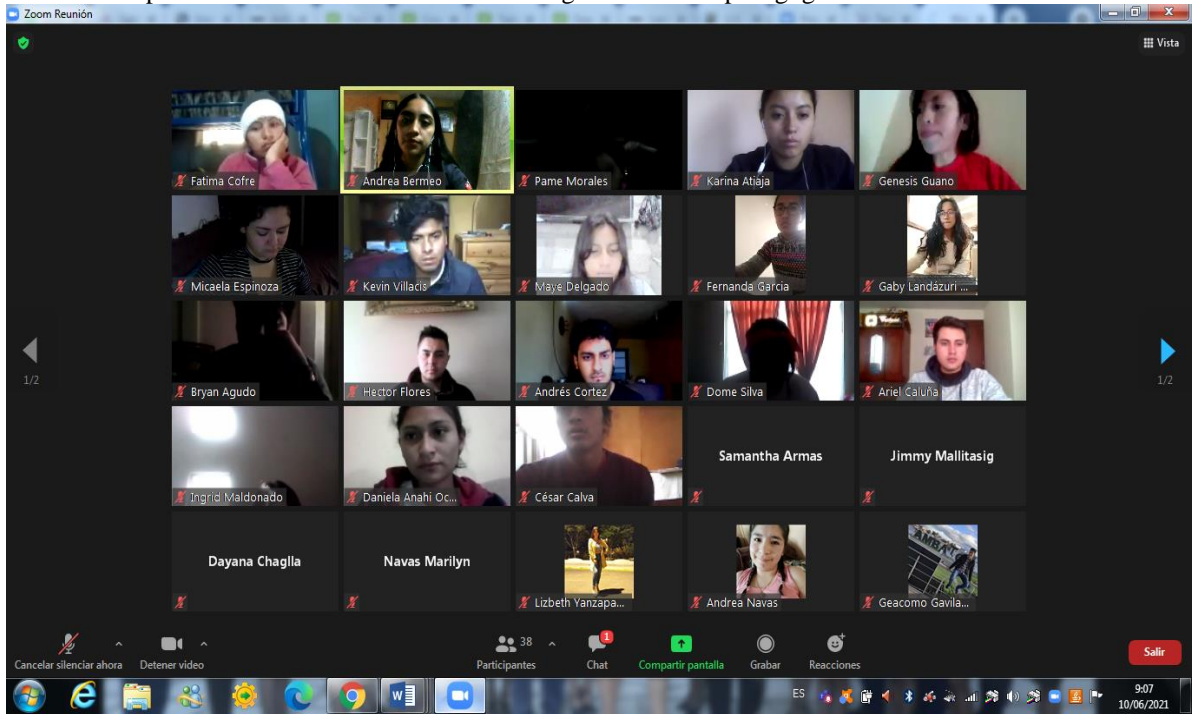 Zoom Reunión
Vista
Fatima Cofre
Andrea Bermeo
Pame Morales
Karina Atiaja
Genesis Guano
Micaela Espinoza
Kevin Villacis
Maye Delgado
Fernanda Garcia
Gaby Landázuri ...
1/2
1/2
Bryan Agudo
Hector Flores
Andrés Cortez
Dome Silva
Ariel Caluña
Ingrid Maldonado
Daniela Anahi Oc...
César Calva
Samantha Armas
Jimmy Mallitasig
Dayana Chaglla
Navas Marilyn
Lizbeth Yanzapa...
Andrea Navas
Geacomo Gavila...
Cancelar silenciar ahora
Detener video
38
Participantes
1
Chat
Compartir pantalla
Grabar
Reacciones
Salir
ES
9:07
10/06/2021